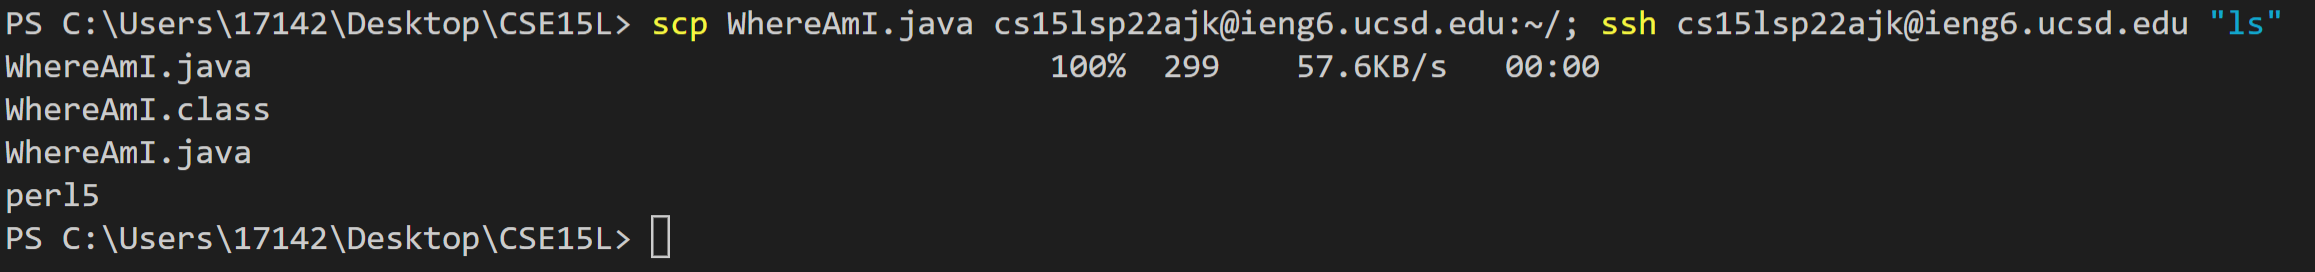 PS C:\Users\17142\Desktop\CSE15L> scp WhereAmI.java cs15lsp22ajk@ieng6.ucsd.edu:~/; ssh cs15lsp22ajk@ieng6.ucsd.edu "ls"
WhereAmI.java 100% 299 57.6KB/s 00:00
WhereAmI.class
WhereAmI.java
perl5
PS C:\Users\17142\Desktop\CSE15L>